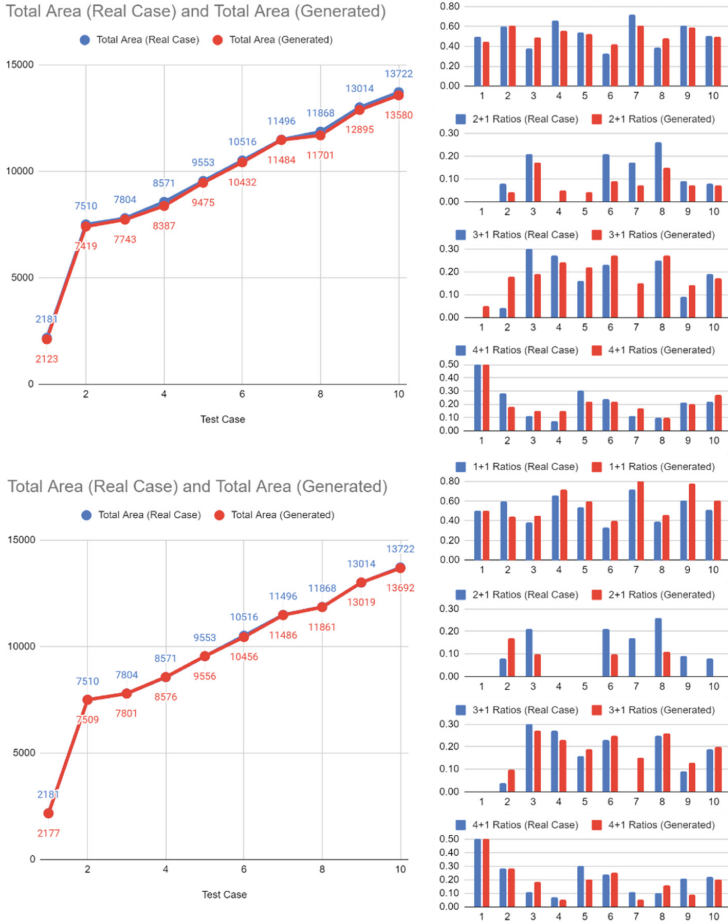 Total Area (Real Case) and Total Area (Generated)
Total Area (Real Case) Total Area (Generated)
15000
10000
5000
0
2181 7510 7804 8571 9553 10516 11496 11868 13014 13722
2123 7419 7743 8387 9475 10432 11484 11701 12895 13580
2 4 6 8 10
Test Case
0.80
0.60
0.40
0.20
0.00
1 2 3 4 5 6 7 8 9 10
2+1 Ratios (Real Case) 2+1 Ratios (Generated)
0.30
0.20
0.10
0.00
1 2 3 4 5 6 7 8 9 10
3+1 Ratios (Real Case) 3+1 Ratios (Generated)
0.30
0.20
0.10
0.00
1 2 3 4 5 6 7 8 9 10
4+1 Ratios (Real Case) 4+1 Ratios (Generated)
0.50
0.40
0.30
0.20
0.10
0.00
1 2 3 4 5 6 7 8 9 10
Total Area (Real Case) and Total Area (Generated)
Total Area (Real Case) Total Area (Generated)
15000
10000
5000
0
2181 7510 7804 8571 9553 10516 11496 11868 13014 13722
2177 7509 7801 8576 9556 10456 11486 11861 13019 13692
2 4 6 8 10
Test Case
1+1 Ratios (Real Case) 1+1 Ratios (Generated)
0.80
0.60
0.40
0.20
0.00
1 2 3 4 5 6 7 8 9 10
2+1 Ratios (Real Case) 2+1 Ratios (Generated)
0.30
0.20
0.10
0.00
1 2 3 4 5 6 7 8 9 10
3+1 Ratios (Real Case) 3+1 Ratios (Generated)
0.30
0.20
0.10
0.00
1 2 3 4 5 6 7 8 9 10
4+1 Ratios (Real Case) 4+1 Ratios (Generated)
0.50
0.40
0.30
0.20
0.10
0.00
1 2 3 4 5 6 7 8 9 10